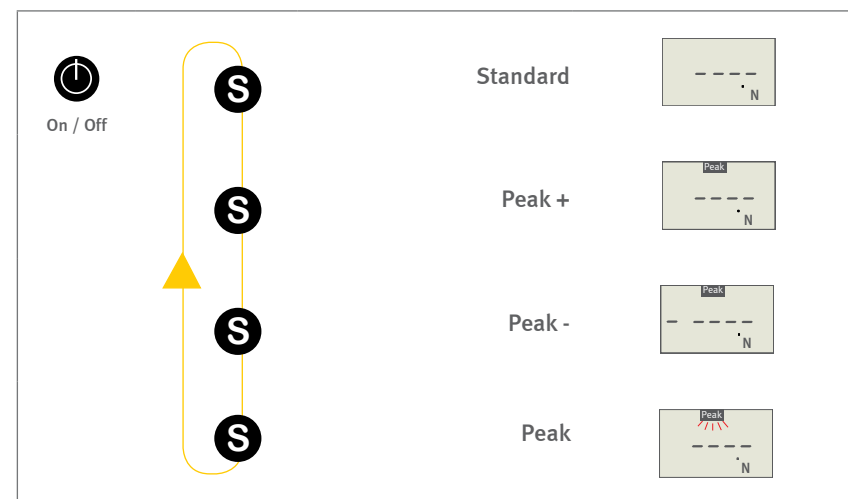 On / Off
S
Standard
- - - -
N
S
Peak +
Peak
- - - -
N
S
Peak -
Peak
- - - - -
N
S
Peak
Peak
- - - -
N